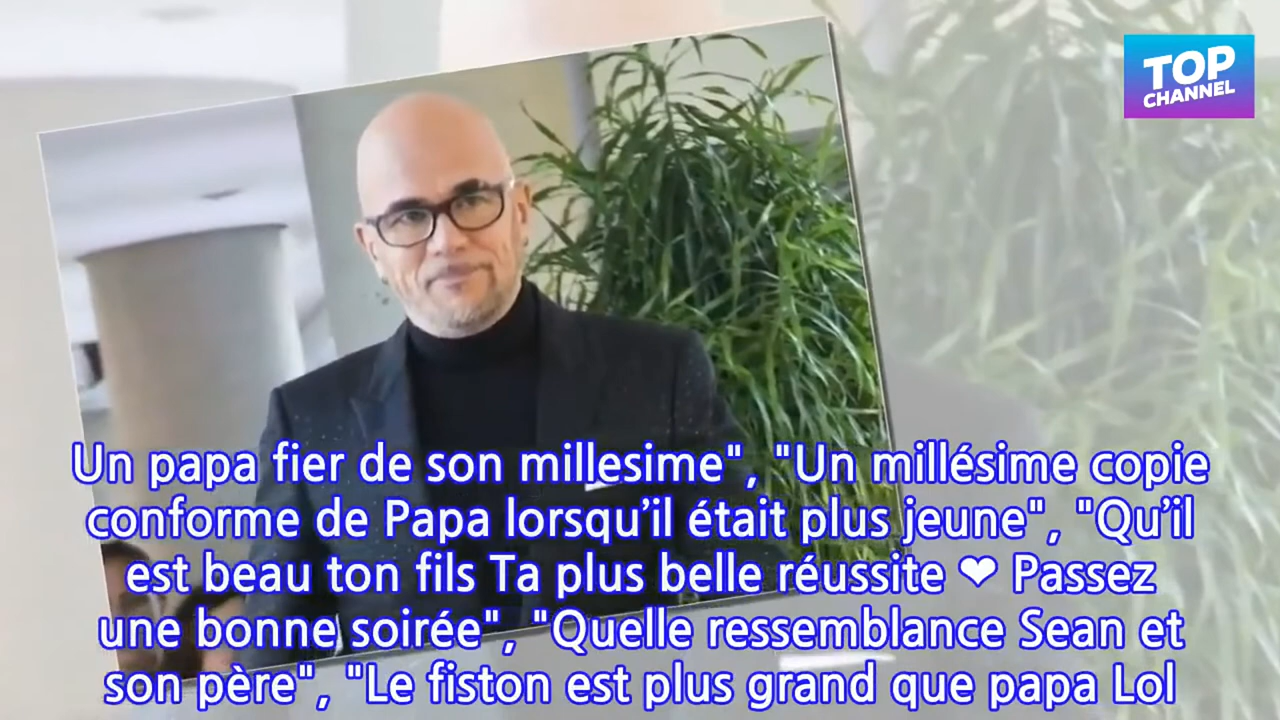 TOP
CHANNEL
Un papa fier de son millesime", "Un millésime copie
conforme de Papa lorsqu’il était plus jeune", "Qu’il
est beau ton fils Ta plus belle réussite ❤ Passez
une bonne soirée", "Quelle ressemblance Sean et
son père", "Le fiston est plus grand que papa Lol